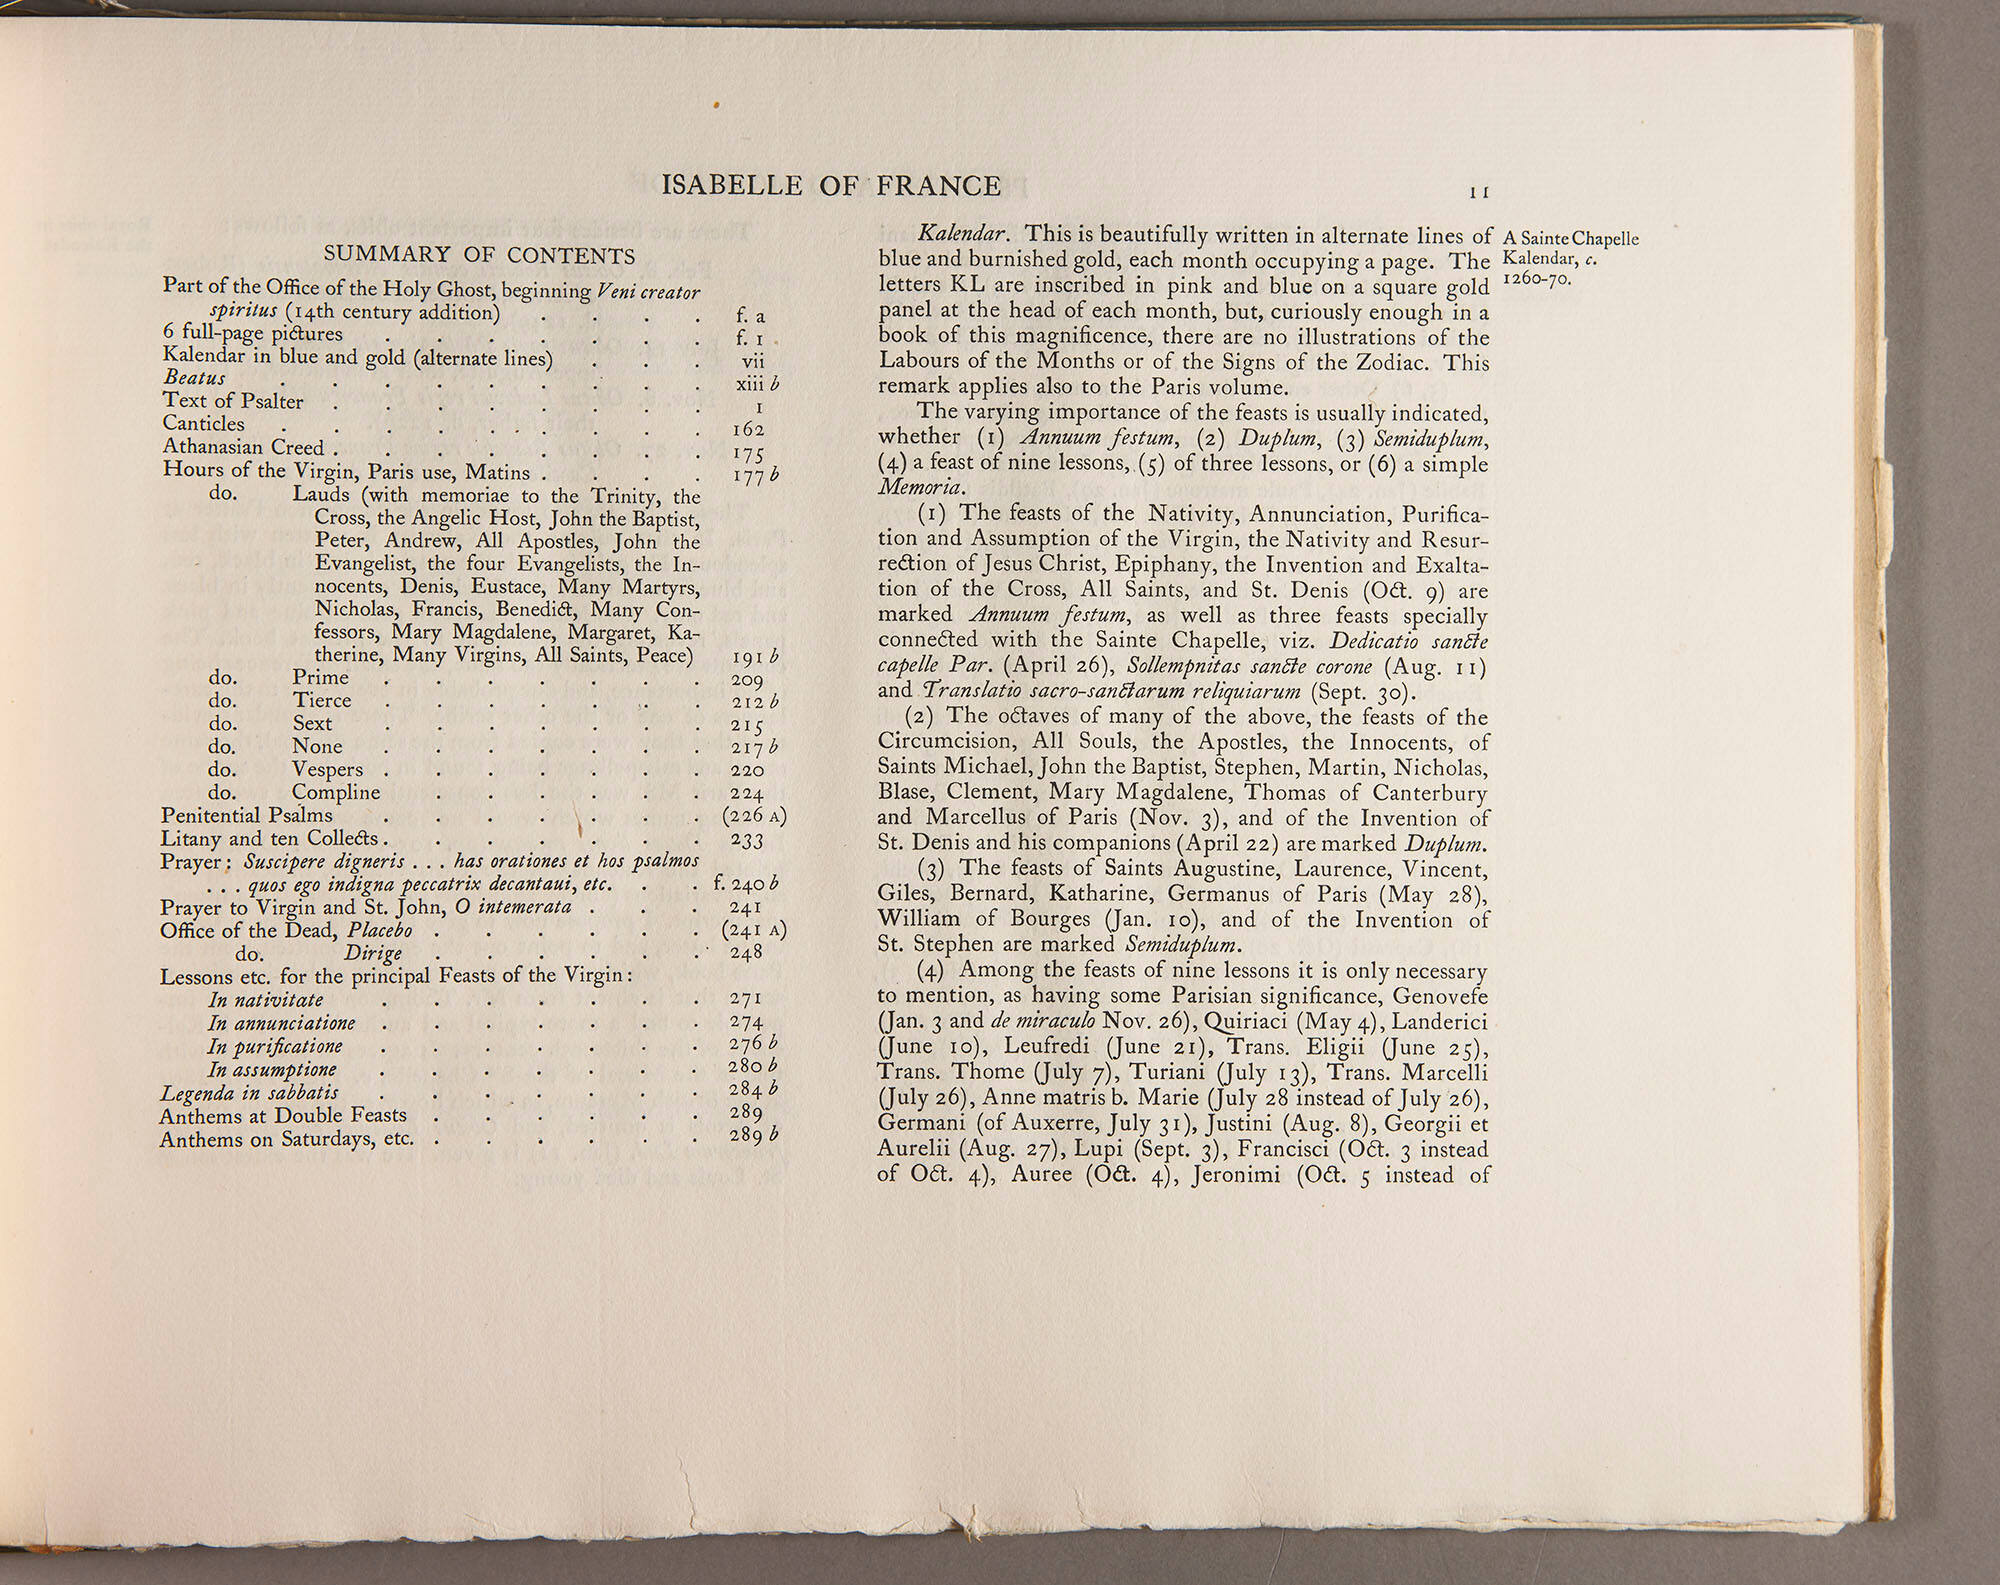 ISABELLE OF FRANCE
11
SUMMARY OF CONTENTS
Part of the Office of the Holy Ghost, beginning Veni creator
spiritus (14th century addition) . . . . f. a
6 full-page pictures . . . . . . . f. 1
Kalendar in blue and gold (alternate lines) . . . vii
Beatus . . . . . . . . . xiii b
Text of Psalter . . . . . . . . 1
Canticles . . . . . . . . . 162
Athanasian Creed . . . . . . . . 175
Hours of the Virgin, Paris use, Matins . . . . 177 b
do. Lauds (with memoriae to the Trinity, the
Cross, the Angelic Host, John the Baptist,
Peter, Andrew, All Apostles, John the
Evangelist, the four Evangelists, the In-
nocents, Denis, Eustace, Many Martyrs,
Nicholas, Francis, Benedict, Many Con-
fessors, Mary Magdalene, Margaret, Ka-
therine, Many Virgins, All Saints, Peace) 191 b
do. Prime . . . . . . . 209
do. Tierce . . . . . . . 212 b
do. Sext . . . . . . . 215
do. None . . . . . . . 217 b
do. Vespers . . . . . . . 220
do. Compline . . . . . . 224
Penitential Psalms . . . . . . . (226 A)
Litany and ten Collects . . . . . . . 233
Prayer: Suscipere digneris . . . has orationes et hos psalmos
. . . quos ego indigna peccatrix decantaui, etc. . . f. 240 b
Prayer to Virgin and St. John, O intemerata . . . 241
Office of the Dead, Placebo . . . . . . (241 A)
do. Dirige . . . . . . 248
Lessons etc. for the principal Feasts of the Virgin:
In nativitate . . . . . . . 271
In annunciatione . . . . . . . 274
In purificatione . . . . . . . 276 b
In assumptione . . . . . . . 280 b
Legenda in sabbatis . . . . . . . 284 b
Anthems at Double Feasts . . . . . . 289
Anthems on Saturdays, etc. . . . . . . 289 b
Kalendar. This is beautifully written in alternate lines of
blue and burnished gold, each month occupying a page. The
letters KL are inscribed in pink and blue on a square gold
panel at the head of each month, but, curiously enough in a
book of this magnificence, there are no illustrations of the
Labours of the Months or of the Signs of the Zodiac. This
remark applies also to the Paris volume.
The varying importance of the feasts is usually indicated,
whether (1) Annuum festum, (2) Duplum, (3) Semiduplum,
(4) a feast of nine lessons, (5) of three lessons, or (6) a simple
Memoria.
(1) The feasts of the Nativity, Annunciation, Purifica-
tion and Assumption of the Virgin, the Nativity and Resur-
rection of Jesus Christ, Epiphany, the Invention and Exalta-
tion of the Cross, All Saints, and St. Denis (Oct. 9) are
marked Annuum festum, as well as three feasts specially
connected with the Sainte Chapelle, viz. Dedicatio sancte
capelle Par. (April 26), Sollempnitas sancte corone (Aug. 11)
and Translatio sacro-sanctarum reliquiarum (Sept. 30).
(2) The octaves of many of the above, the feasts of the
Circumcision, All Souls, the Apostles, the Innocents, of
Saints Michael, John the Baptist, Stephen, Martin, Nicholas,
Blase, Clement, Mary Magdalene, Thomas of Canterbury
and Marcellus of Paris (Nov. 3), and of the Invention of
St. Denis and his companions (April 22) are marked Duplum.
(3) The feasts of Saints Augustine, Laurence, Vincent,
Giles, Bernard, Katharine, Germanus of Paris (May 28),
William of Bourges (Jan. 10), and of the Invention of
St. Stephen are marked Semiduplum.
(4) Among the feasts of nine lessons it is only necessary
to mention, as having some Parisian significance, Genovefe
(Jan. 3 and de miraculo Nov. 26), Quiriaci (May 4), Landerici
(June 10), Leufredi (June 21), Trans. Eligii (June 25),
Trans. Thome (July 7), Turiani (July 13), Trans. Marcelli
(July 26), Anne matris b. Marie (July 28 instead of July 26),
Germani (of Auxerre, July 31), Justini (Aug. 8), Georgii et
Aurelii (Aug. 27), Lupi (Sept. 3), Francisci (Oct. 3 instead
of Oct. 4), Auree (Oct. 4), Jeronimi (Oct. 5 instead of
A Sainte Chapelle
Kalendar, c.
1260-70.